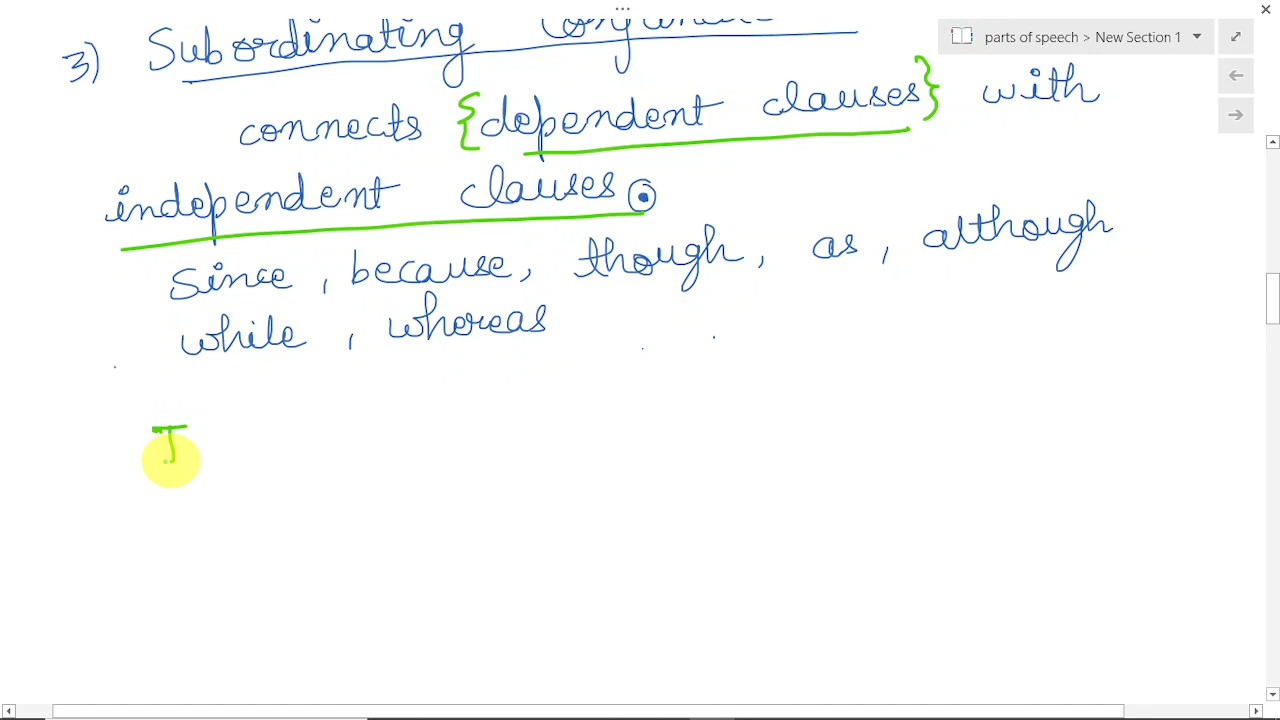 parts of speech > New Section 1
3) Subordinating
connects {dependent clauses} with
independent clauses.
since, because, though, as, although
while, whereas
I